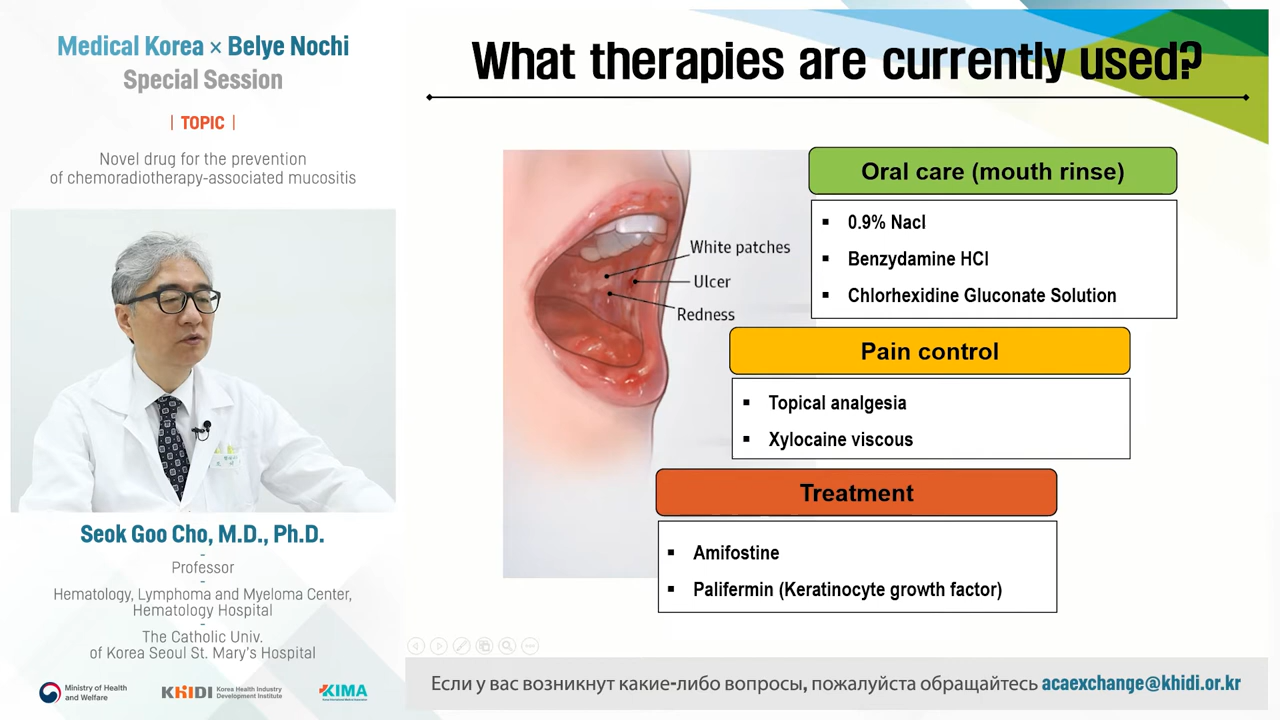 Medical Korea × Belye Nochi
Special Session
| TOPIC |
Novel drug for the prevention
of chemoradiotherapy-associated mucositis
Seok Goo Cho, M.D., Ph.D.
Professor
Hematology, Lymphoma and Myeloma Center,
Hematology Hospital
The Catholic Univ.
of Korea Seoul St. Mary's Hospital
Ministry of Health
and Welfare
KHIDI Korea Health Industry
Development Institute
KIMA
What therapies are currently used?
White patches
Ulcer
Redness
Oral care (mouth rinse)
▪ 0.9% Nacl
▪ Benzydamine HCl
▪ Chlorhexidine Gluconate Solution
Pain control
▪ Topical analgesia
▪ Xylocaine viscous
Treatment
▪ Amifostine
▪ Palifermin (Keratinocyte growth factor)
Если у вас возникнут какие-либо вопросы, пожалуйста обращайтесь acaexchange@khidi.or.kr